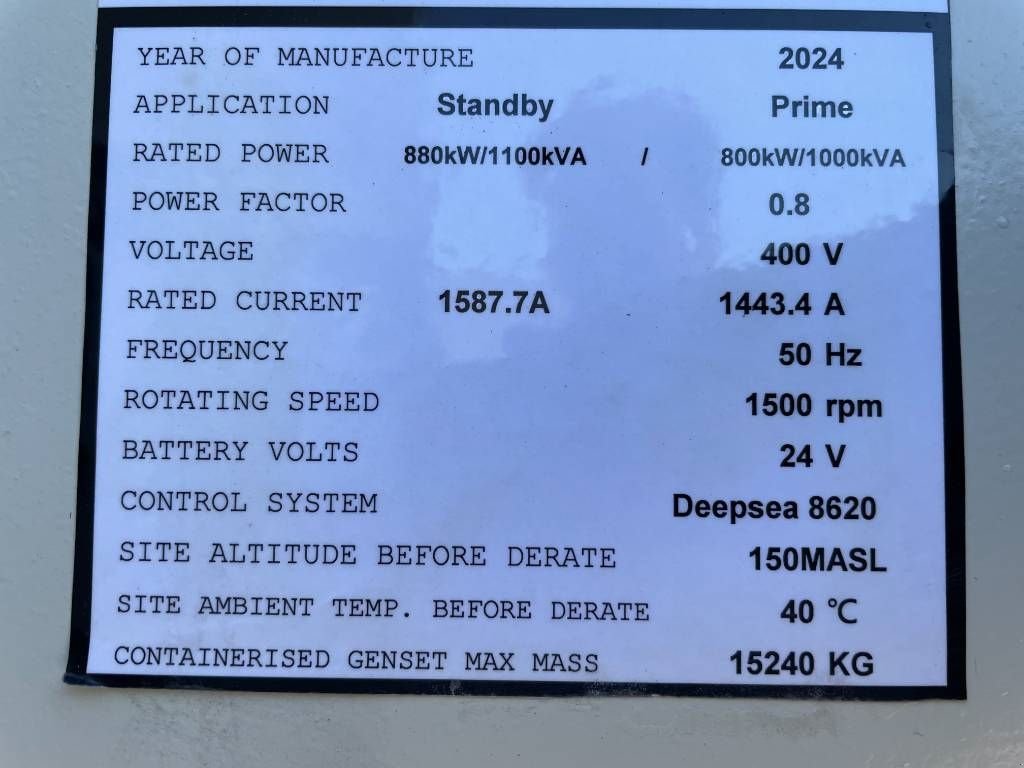 YEAR OF MANUFACTURE 2024
APPLICATION Standby Prime
RATED POWER 880kW/1100kVA / 800kW/1000kVA
POWER FACTOR 0.8
VOLTAGE 400 V
RATED CURRENT 1587.7A 1443.4 A
FREQUENCY 50 Hz
ROTATING SPEED 1500 rpm
BATTERY VOLTS 24 V
CONTROL SYSTEM Deepsea 8620
SITE ALTITUDE BEFORE DERATE 150MASL
SITE AMBIENT TEMP. BEFORE DERATE 40 ℃
CONTAINERISED GENSET MAX MASS 15240 KG